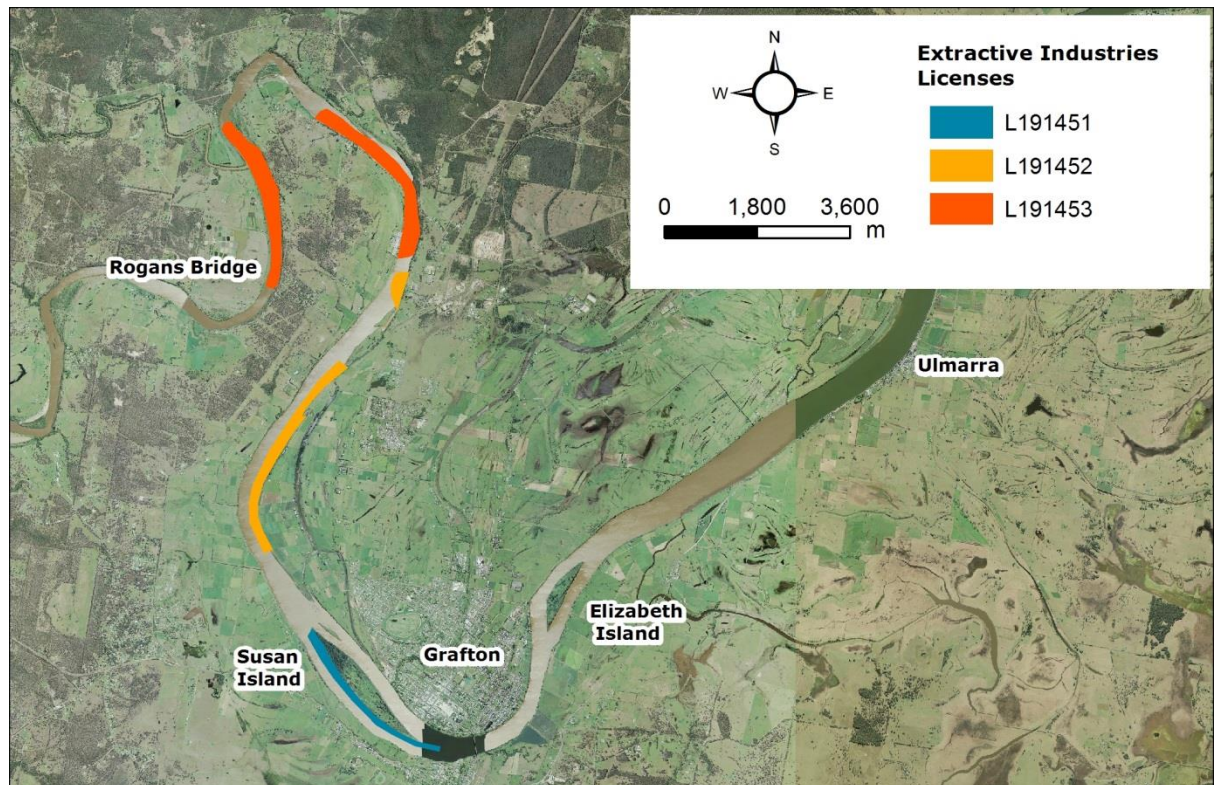 N
W E
S
0 1,800 3,600
m
Extractive Industries
Licenses
L191451
L191452
L191453
Rogans Bridge
Ulmarra
Elizabeth
Island
Susan
Island
Grafton